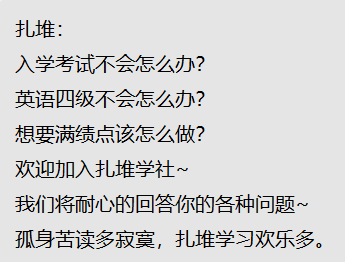 扎堆：
入学考试不会怎么办？
英语四级不会怎么办？
想要满绩点该怎么做？
欢迎加入扎堆学社~
我们将耐心的回答你的各种问题~
孤身苦读多寂寞，扎堆学习欢乐多。